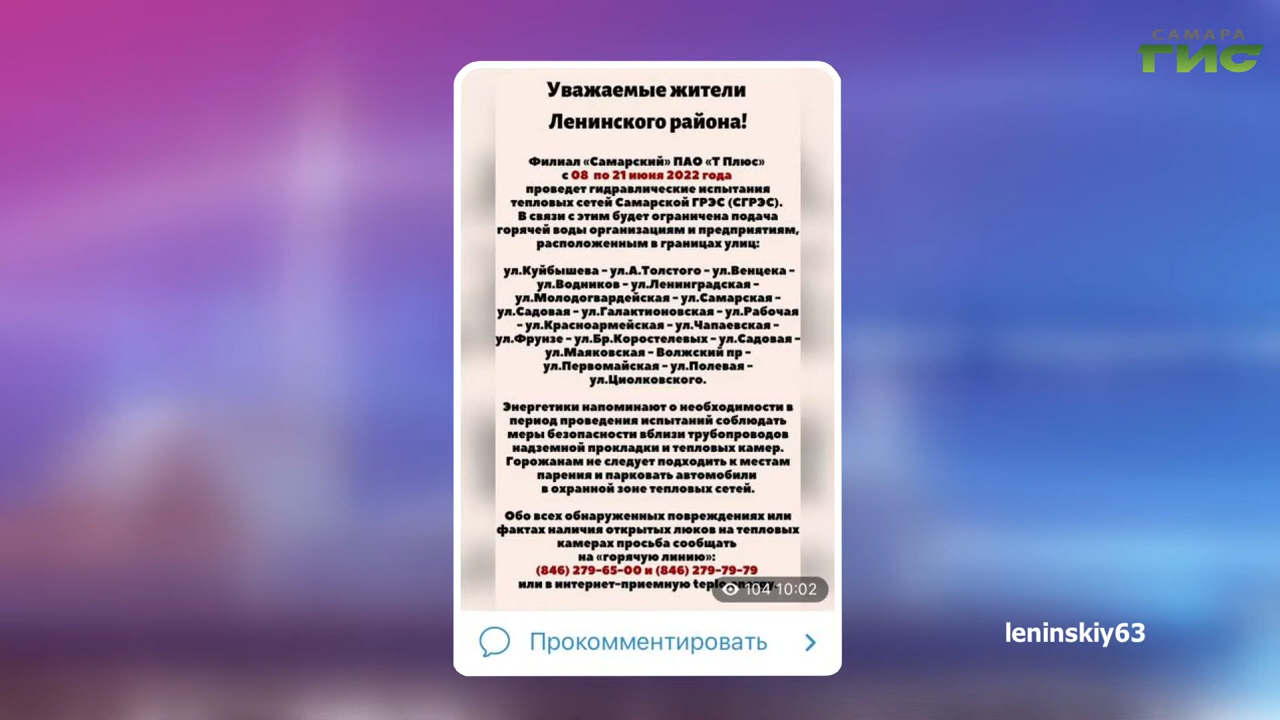 САМАРА
ГИС
Уважаемые жители
Ленинского района!
Филиал «Самарский» ПАО «Т Плюс»
с 08 по 21 июня 2022 года
проведет гидравлические испытания
тепловых сетей Самарской ГРЭС (СГРЭС).
В связи с этим будет ограничена подача
горячей воды организациям и предприятиям,
расположенным в границах улиц:
ул.Куйбышева – ул.А.Толстого – ул.Венцека –
ул.Водников – ул.Ленинградская –
ул.Молодогвардейская – ул.Самарская –
ул.Садовая – ул.Галактионовская – ул.Рабочая
– ул.Красноармейская – ул.Чапаевская –
ул.Фрунзе – ул.Бр.Коростелевых – ул.Садовая –
ул.Маяковская – Волжский пр –
ул.Первомайская – ул.Полевая –
ул.Циолковского.
Энергетики напоминают о необходимости в
период проведения испытаний соблюдать
меры безопасности вблизи трубопроводов
надземной прокладки и тепловых камер.
Горожанам не следует подходить к местам
парения и парковать автомобили
в охранной зоне тепловых сетей.
Обо всех обнаруженных повреждениях или
фактах наличия открытых люков на тепловых
камерах просьба сообщать
на «горячую линию»:
(846) 279-65-00 и (846) 279-79-79
или в интернет-приемную
104 10:02
Прокомментировать
leninskiy63